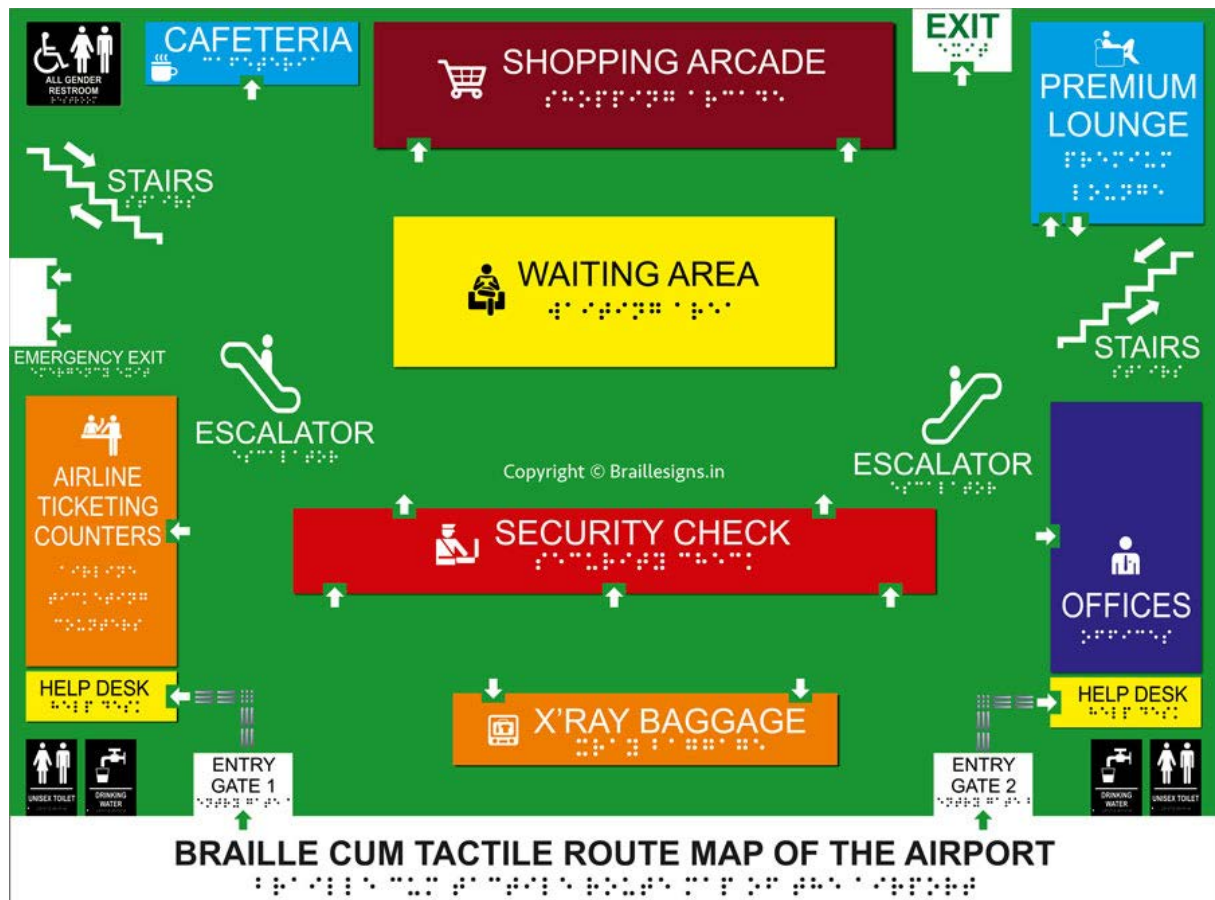 ALL GENDER
RESTROOM
CAFETERIA
SHOPPING ARCADE
EXIT
PREMIUM
LOUNGE
STAIRS
WAITING AREA
STAIRS
EMERGENCY EXIT
ESCALATOR
ESCALATOR
Copyright © Braillesigns.in
AIRLINE
TICKETING
COUNTERS
SECURITY CHECK
OFFICES
HELP DESK
X'RAY BAGGAGE
HELP DESK
UNISEX TOILET
DRINKING
WATER
ENTRY
GATE 1
ENTRY
GATE 2
DRINKING
WATER
UNISEX TOILET
BRAILLE CUM TACTILE ROUTE MAP OF THE AIRPORT